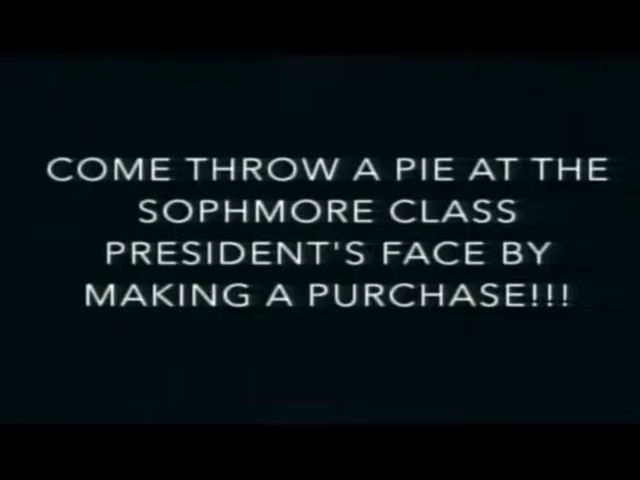 COME THROW A PIE AT THE
SOPHMORE CLASS
PRESIDENT'S FACE BY
MAKING A PURCHASE!!!